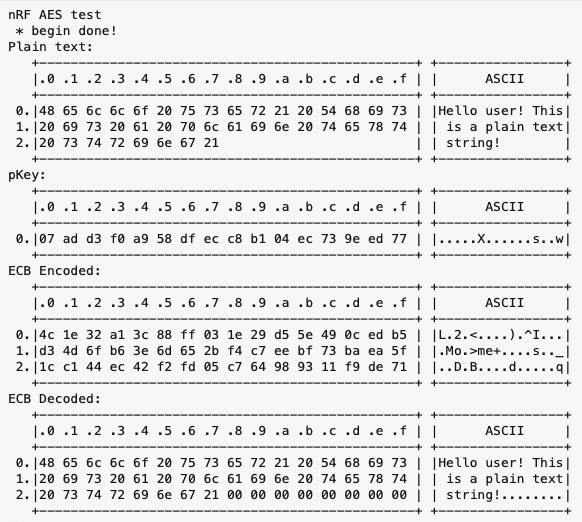 nRF AES test
 * begin done!
Plain text:
   +------------------------------------------------+ +----------------+
   |.0 .1 .2 .3 .4 .5 .6 .7 .8 .9 .a .b .c .d .e .f | |      ASCII     |
   +------------------------------------------------+ +----------------+
 0.|48 65 6c 6c 6f 20 75 73 65 72 21 20 54 68 69 73 | |Hello user! This|
 1.|20 69 73 20 61 20 70 6c 61 69 6e 20 74 65 78 74 | | is a plain text|
 2.|20 73 74 72 69 6e 67 21                         | | string!        |
   +------------------------------------------------+ +----------------+
pKey:
   +------------------------------------------------+ +----------------+
   |.0 .1 .2 .3 .4 .5 .6 .7 .8 .9 .a .b .c .d .e .f | |      ASCII     |
   +------------------------------------------------+ +----------------+
 0.|07 ad d3 f0 a9 58 df ec c8 b1 04 ec 73 9e ed 77 | |.....X......s..w|
   +------------------------------------------------+ +----------------+
ECB Encoded:
   +------------------------------------------------+ +----------------+
   |.0 .1 .2 .3 .4 .5 .6 .7 .8 .9 .a .b .c .d .e .f | |      ASCII     |
   +------------------------------------------------+ +----------------+
 0.|4c 1e 32 a1 3c 88 ff 03 1e 29 d5 5e 49 0c ed b5 | |L.2.<....).^I...|
 1.|d3 4d 6f b6 3e 6d 65 2b f4 c7 ee bf 73 ba ea 5f | |.Mo.>me+....s.._|
 2.|1c c1 44 ec 42 f2 fd 05 c7 64 98 93 11 f9 de 71 | |..D.B....d.....q|
   +------------------------------------------------+ +----------------+
ECB Decoded:
   +------------------------------------------------+ +----------------+
   |.0 .1 .2 .3 .4 .5 .6 .7 .8 .9 .a .b .c .d .e .f | |      ASCII     |
   +------------------------------------------------+ +----------------+
 0.|48 65 6c 6c 6f 20 75 73 65 72 21 20 54 68 69 73 | |Hello user! This|
 1.|20 69 73 20 61 20 70 6c 61 69 6e 20 74 65 78 74 | | is a plain text|
 2.|20 73 74 72 69 6e 67 21 00 00 00 00 00 00 00 00 | | string!........|
   +------------------------------------------------+ +----------------+